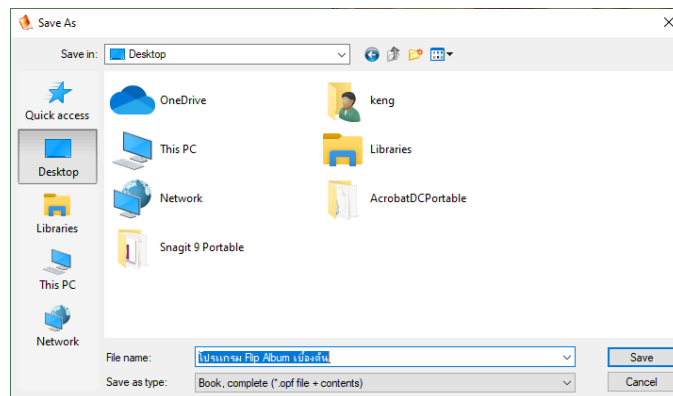 Save As
Save in: Desktop
Quick access
Desktop
Libraries
This PC
Network
OneDrive
keng
This PC
Libraries
Network
AcrobatDCPortable
Snagit 9 Portable
File name: โปรแกรม Flip Album เบื้องต้น
Save
Save as type: Book, complete (*.opf file + contents)
Cancel